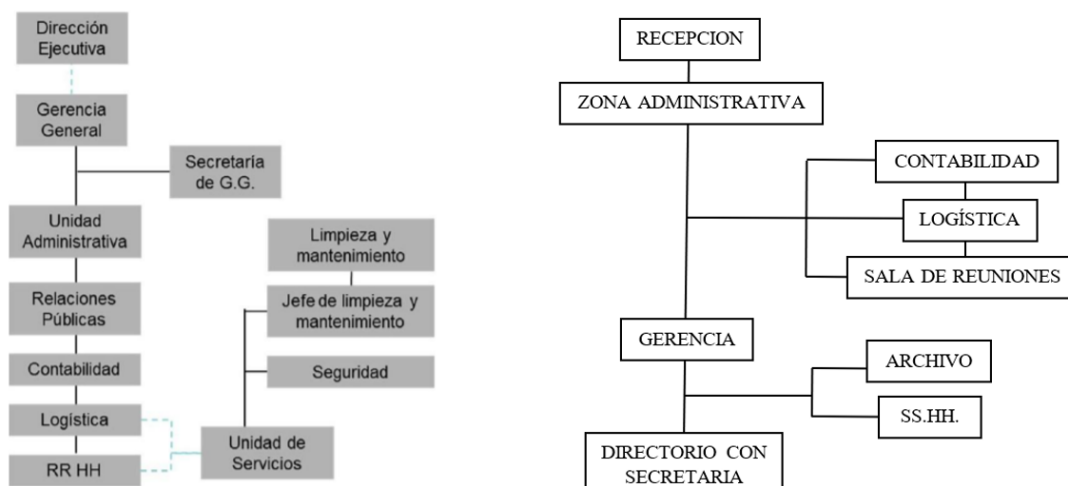 Dirección
Ejecutiva
Gerencia
General
Secretaría
de G.G.
Unidad
Administrativa
Limpieza y
mantenimiento
Relaciones
Públicas
Jefe de limpieza y
mantenimiento
Contabilidad
Seguridad
Logística
Unidad de
Servicios
RR HH
RECEPCION
ZONA ADMINISTRATIVA
CONTABILIDAD
LOGÍSTICA
SALA DE REUNIONES
GERENCIA
ARCHIVO
SS.HH.
DIRECTORIO CON
SECRETARIA